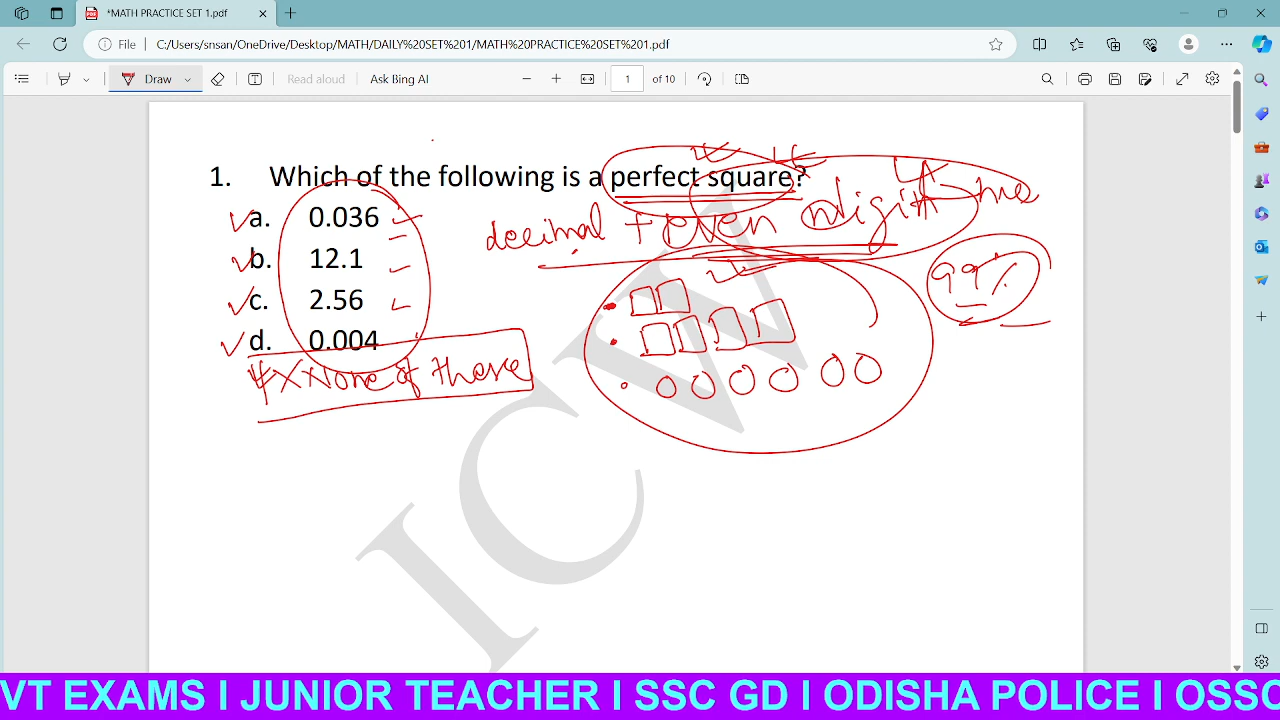 *MATH PRACTICE SET 1.pdf
File C:/Users/snsan/OneDrive/Desktop/MATH/DAILY%20SET%201/MATH%20PRACTICE%20SET%201.pdf
Draw Read aloud Ask Bing AI 1 of 10
1. Which of the following is a perfect square?
a. 0.036
decimal + even
b. 12.1
99%
c. 2.56
d. 0.004
None of these
ICW
VT EXAMS I JUNIOR TEACHER I SSC GD I ODISHA POLICE I OSSC